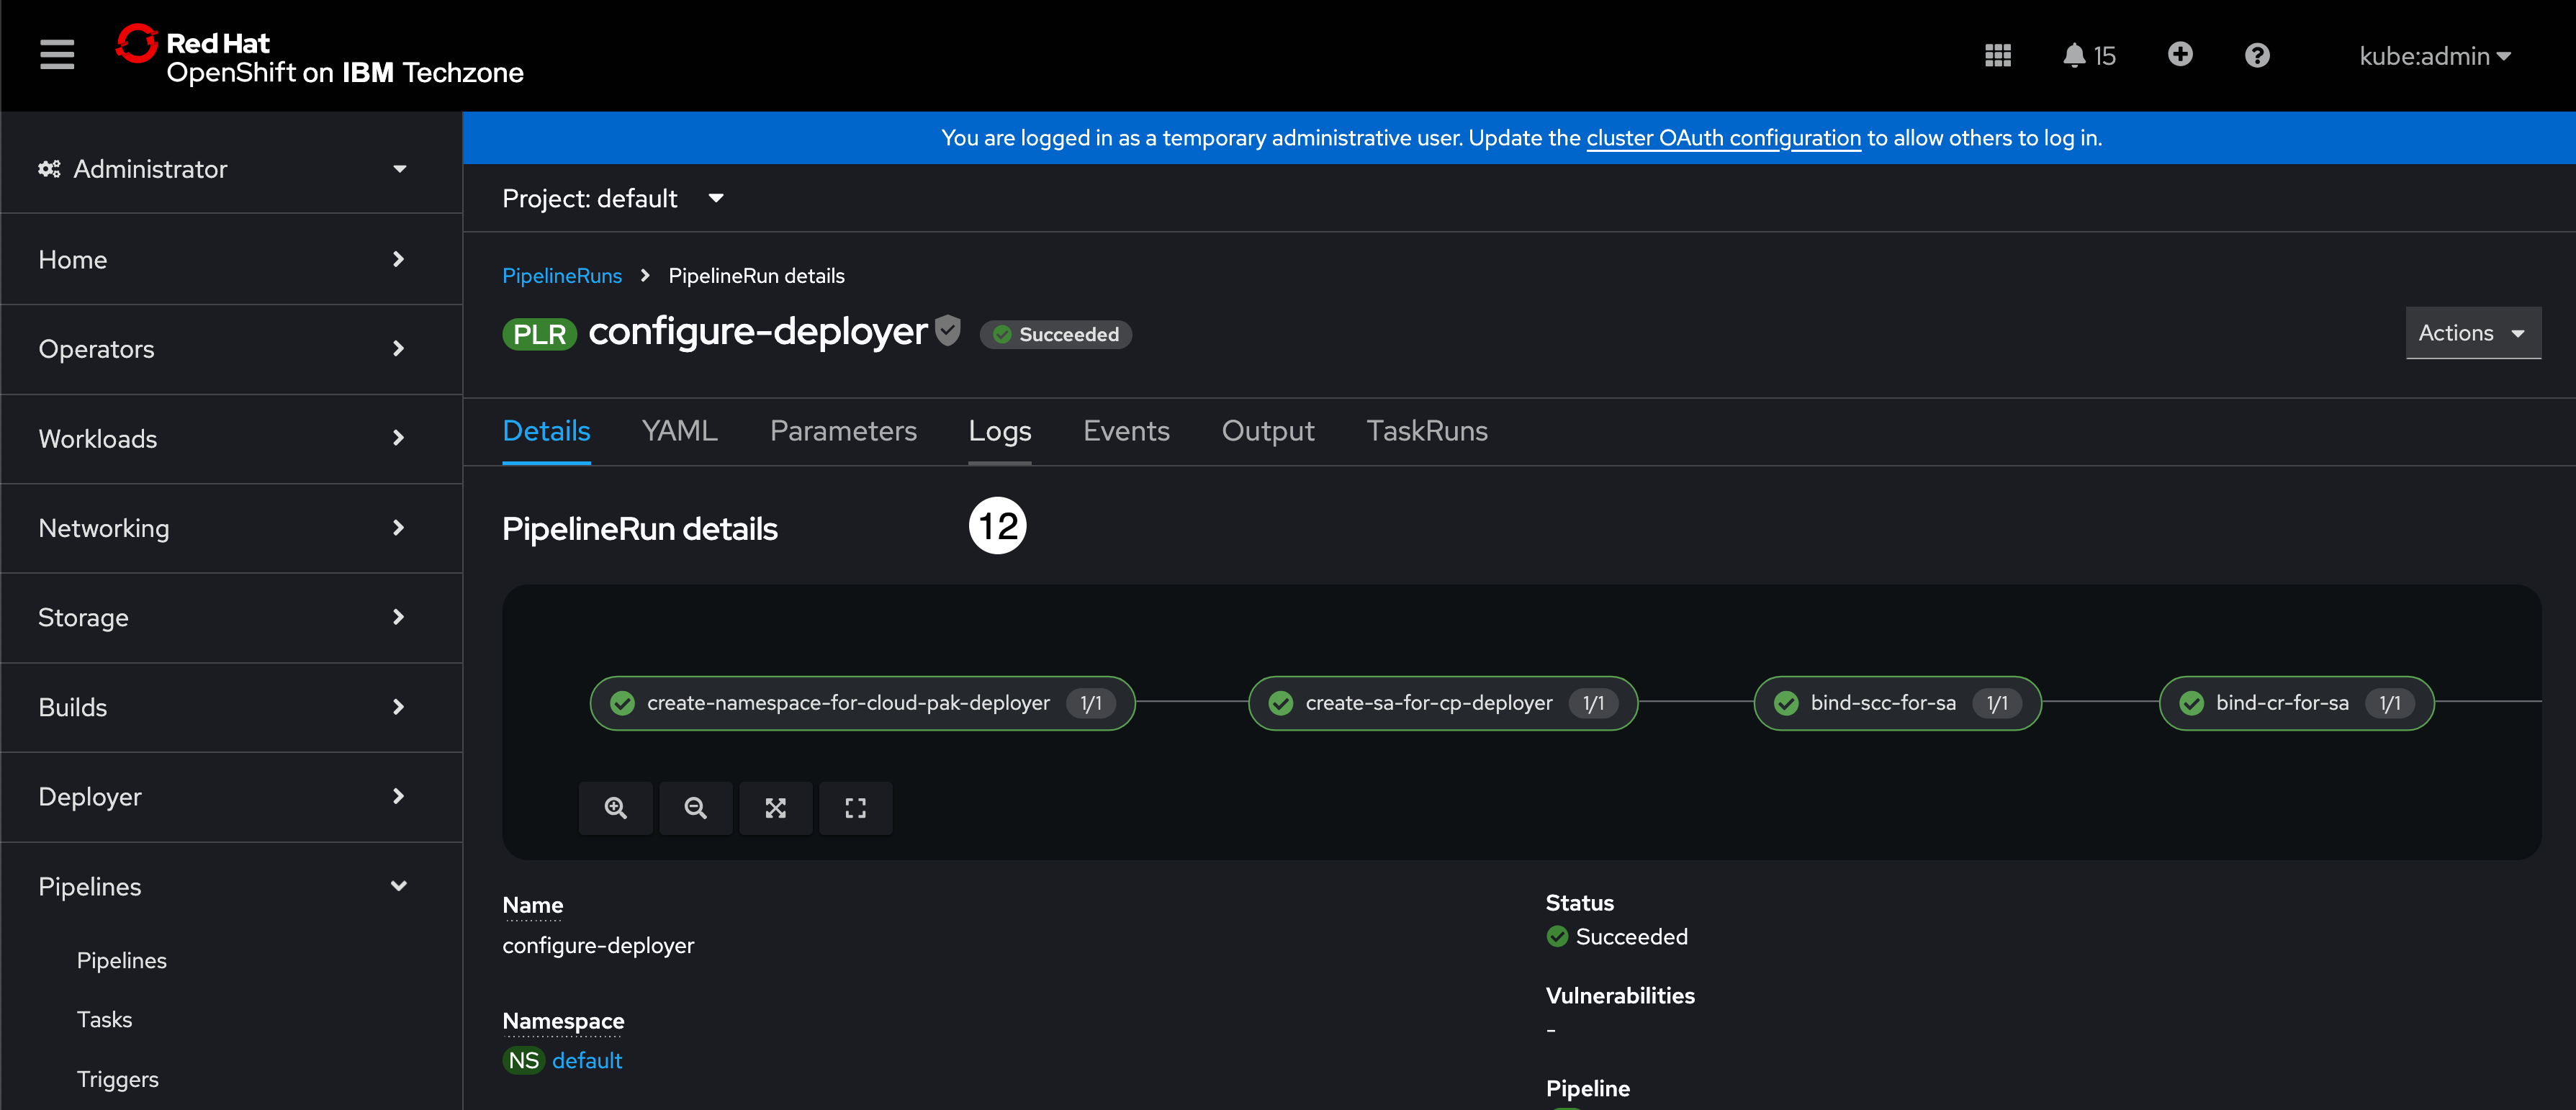 Red Hat
OpenShift on IBM Techzone
15
kube:admin
You are logged in as a temporary administrative user. Update the cluster OAuth configuration to allow others to log in.
Administrator
Home
Operators
Workloads
Networking
Storage
Builds
Deployer
Pipelines
Pipelines
Tasks
Triggers
Project: default
PipelineRuns
PipelineRun details
PLR configure-deployer Succeeded
Actions
Details YAML Parameters Logs Events Output TaskRuns
PipelineRun details
12
create-namespace-for-cloud-pak-deployer 1/1
create-sa-for-cp-deployer 1/1
bind-scc-for-sa 1/1
bind-cr-for-sa 1/1
Name
configure-deployer
Namespace
NS default
Status
Succeeded
Vulnerabilities
-
Pipeline